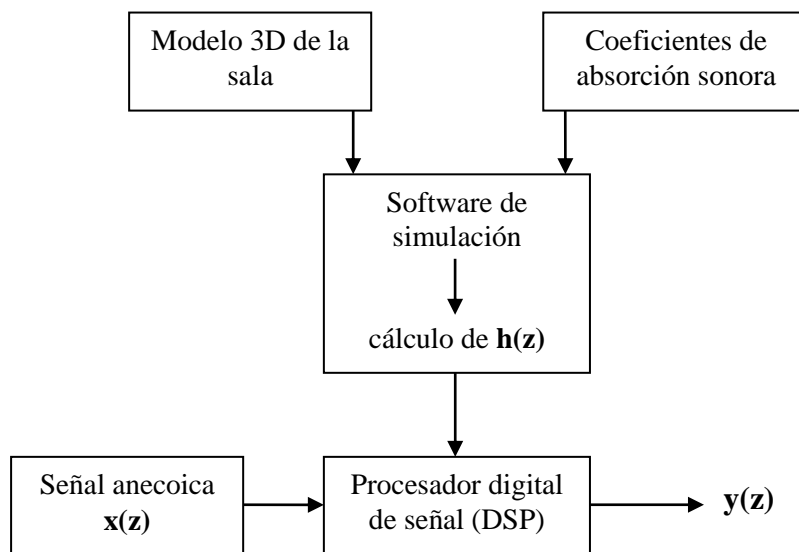 Modelo 3D de la
sala
Coeficientes de
absorción sonora
Software de
simulación
cálculo de h(z)
Señal anecoica
x(z)
Procesador digital
de señal (DSP)
y(z)